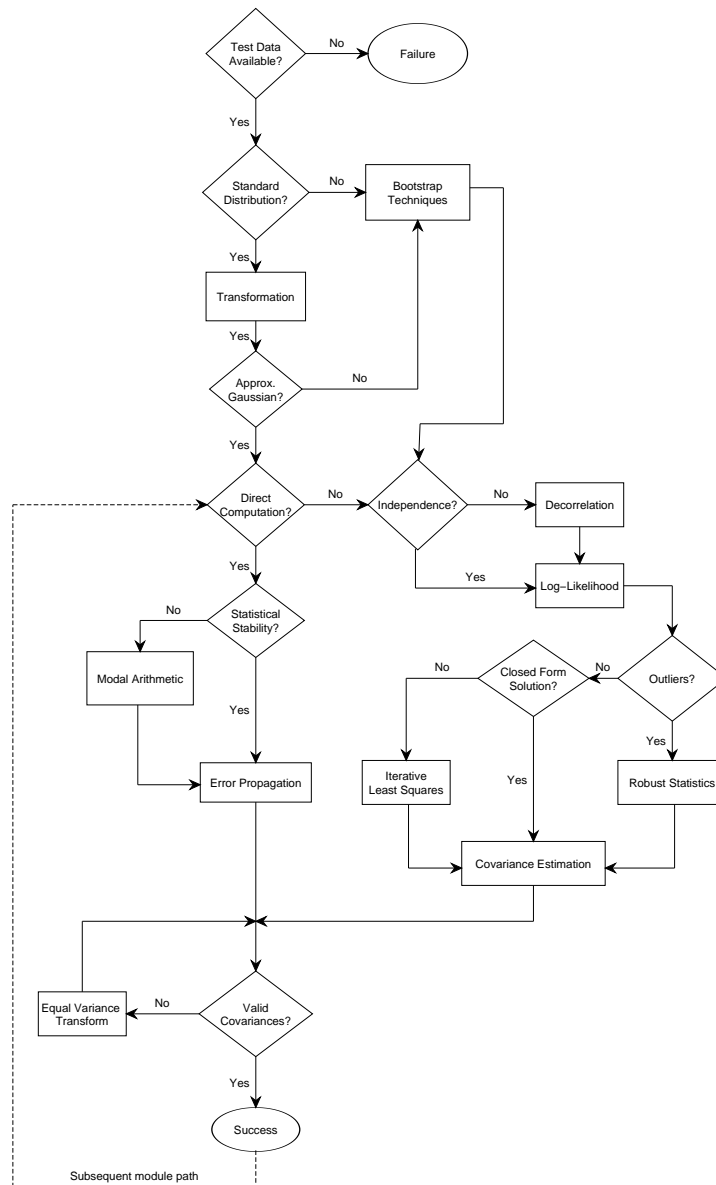 Test Data
Available?
No
Failure
Yes
Standard
Distribution?
No
Bootstrap
Techniques
Yes
Transformation
Yes
Approx.
Gaussian?
No
Yes
Direct
Computation?
No
Independence?
No
Decorrelation
Yes
Yes
Log–Likelihood
Statistical
Stability?
No
Modal Arithmetic
Yes
Error Propagation
Outliers?
No
Closed Form
Solution?
No
Yes
Yes
Iterative
Least Squares
Robust Statistics
Covariance Estimation
Valid
Covariances?
No
Equal Variance
Transform
Yes
Success
Subsequent module path